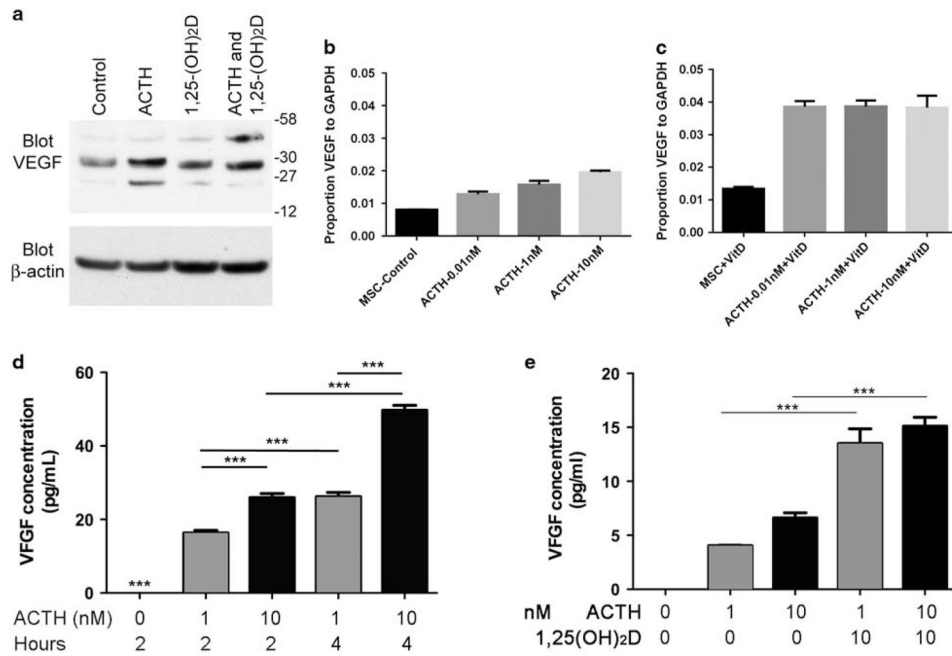 a
Control
ACTH
1,25-(OH)2D
ACTH and
1,25-(OH)2D
Blot
VEGF
-58
-30
-27
-12
Blot
β-actin
b
Proportion VEGF to GAPDH
0.05
0.04
0.03
0.02
0.01
0.00
MSC-Control
ACTH-0.01nM
ACTH-1nM
ACTH-10nM
c
Proportion VEGF to GAPDH
0.05
0.04
0.03
0.02
0.01
0.00
MSC+VitD
ACTH-0.01nM+VitD
ACTH-1nM+VitD
ACTH-10nM+VitD
d
VFGF concentration
(pg/mL)
60
40
20
0
***
***
***
***
***
ACTH (nM) 0 1 10 1 10
Hours 2 2 2 4 4
e
VFGF concentration
(pg/ml)
15
10
5
0
20
***
***
nM ACTH 0 1 10 1 10
1,25(OH)2D 0 0 0 10 10